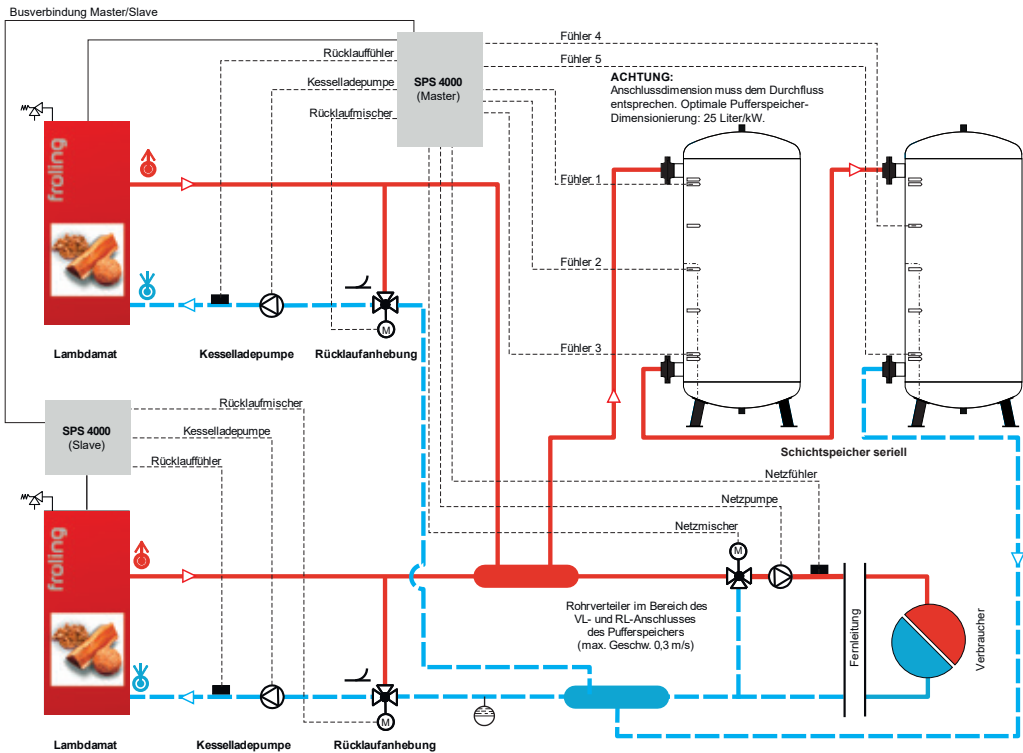 Busverbindung Master/Slave
Rücklauffühler
Kesselladepumpe
Rücklaufmischer
SPS 4000
(Master)
Fühler 4
Fühler 5
ACHTUNG:
Anschlussdimension muss dem Durchfluss
entsprechen. Optimale Pufferspeicher-
Dimensionierung: 25 Liter/kW.
Fühler 1
Fühler 2
Fühler 3
froling
M
Lambdamat
Kesselladepumpe
Rücklaufanhebung
SPS 4000
(Slave)
Rücklaufmischer
Kesselladepumpe
Rücklauffühler
Schichtspeicher seriell
Netzfühler
Netzpumpe
Netzmischer
M
froling
Rohrverteiler im Bereich des
VL- und RL-Anschlusses
des Pufferspeichers
(max. Geschw. 0,3 m/s)
Fernleitung
Verbraucher
M
Lambdamat
Kesselladepumpe
Rücklaufanhebung